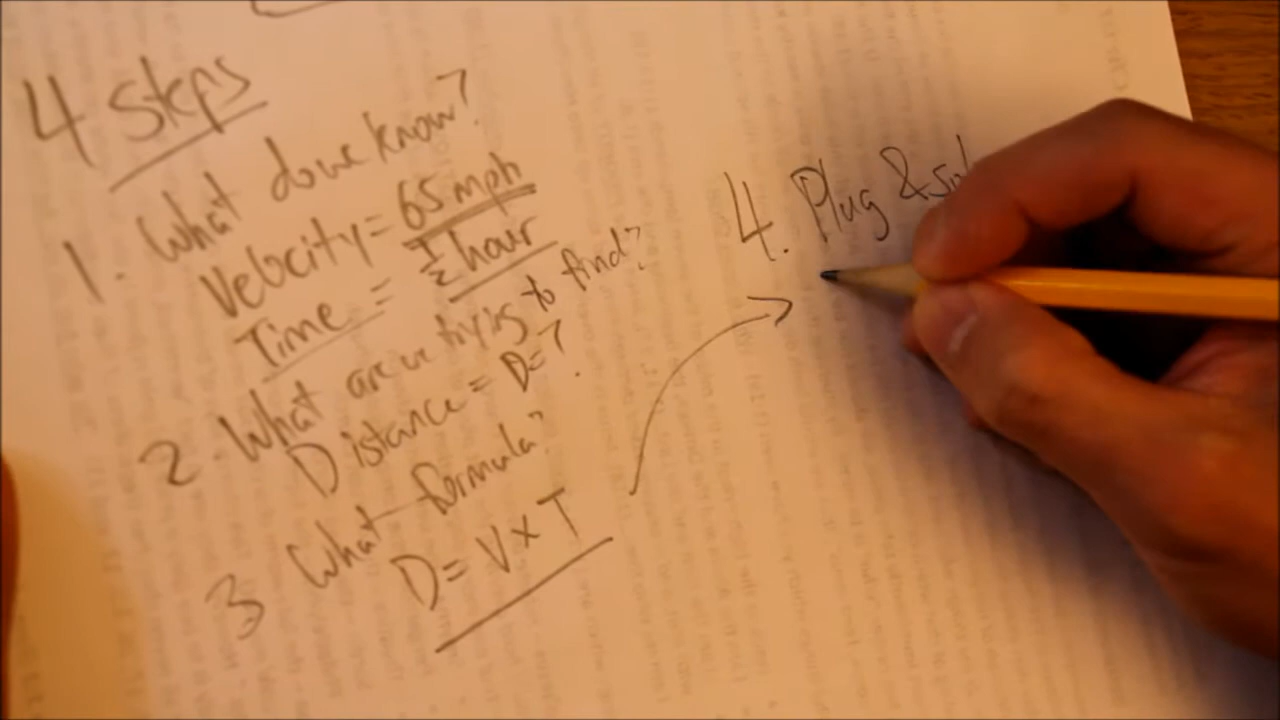 4 Steps
1. What do we know?
Velocity = 65 mph
Time = 1/2 hour
2. What are we trying to find?
Distance = D=?
3 What formula?
D = V × T
4. Plug &